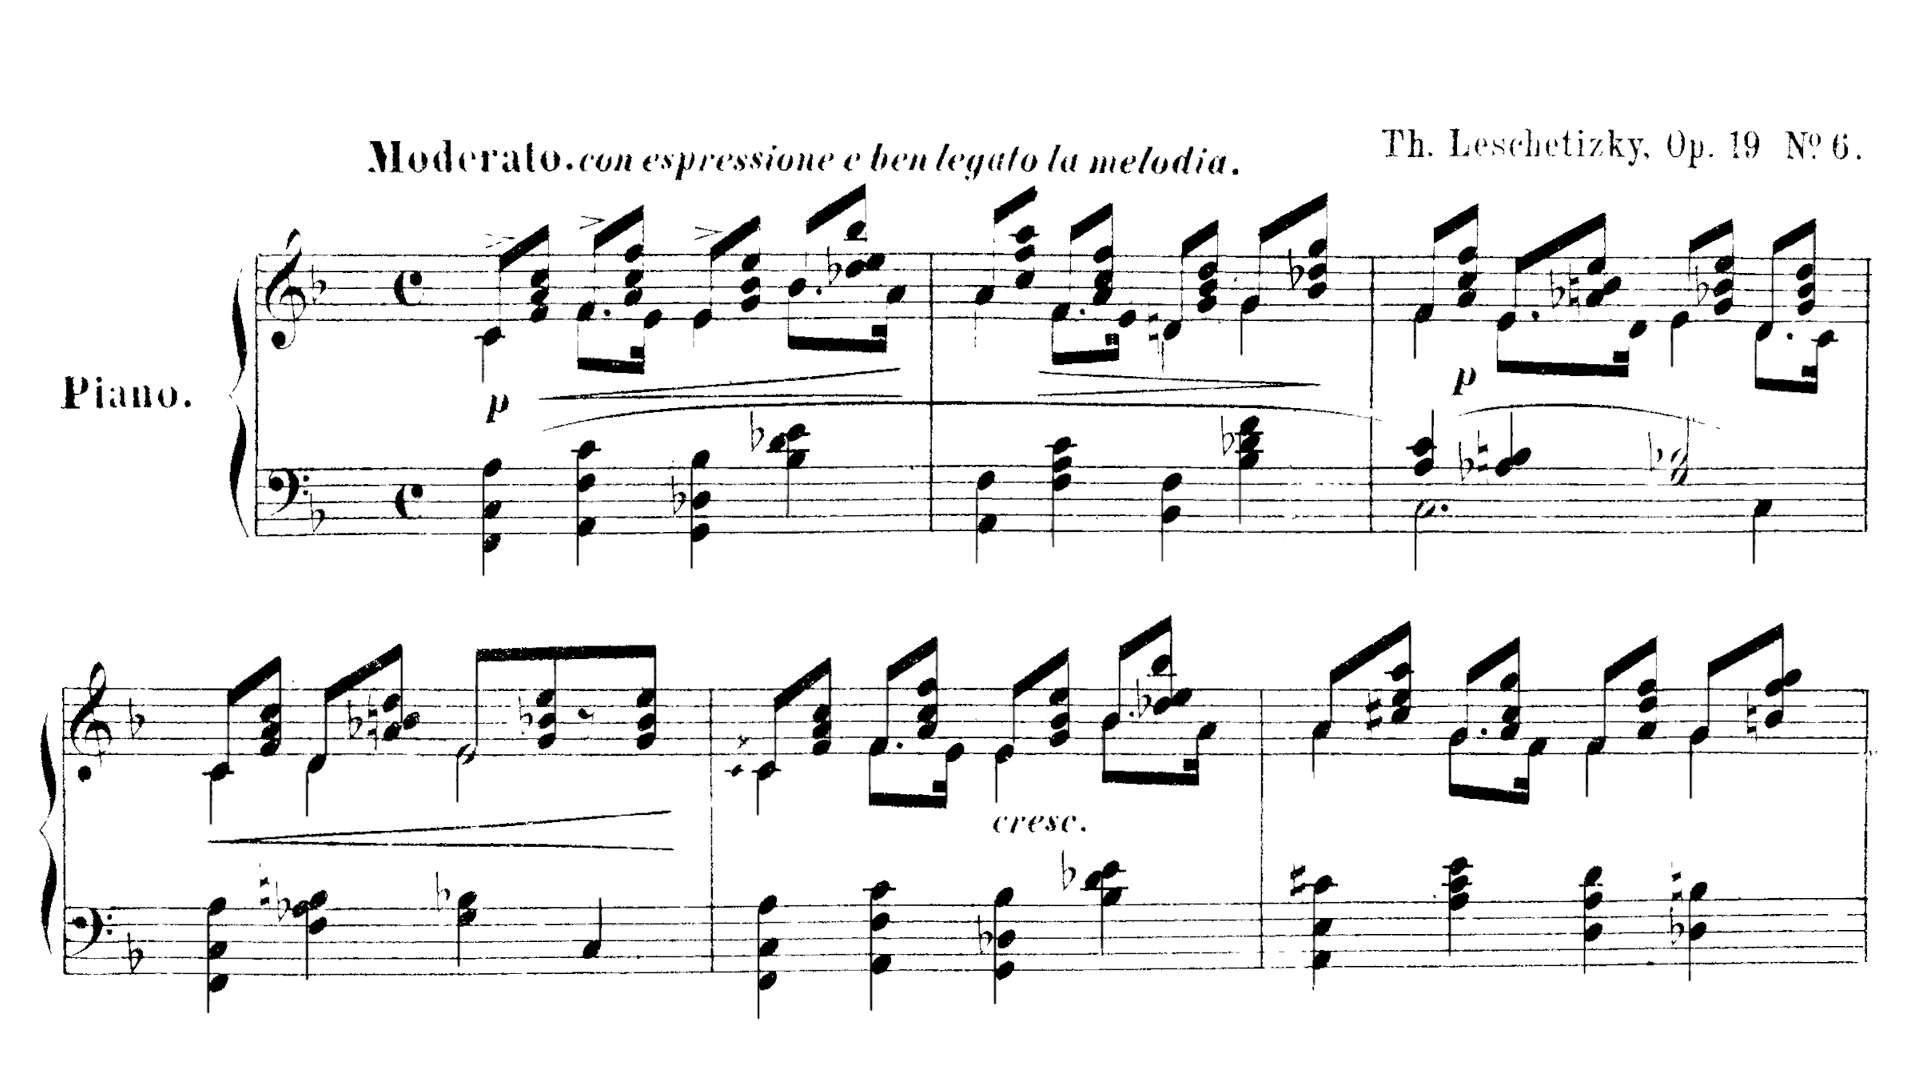 Moderato. con espressione e ben legato la melodia.
Th. Leschetizky, Op. 19 No 6.
Piano.
p
p
cresc.